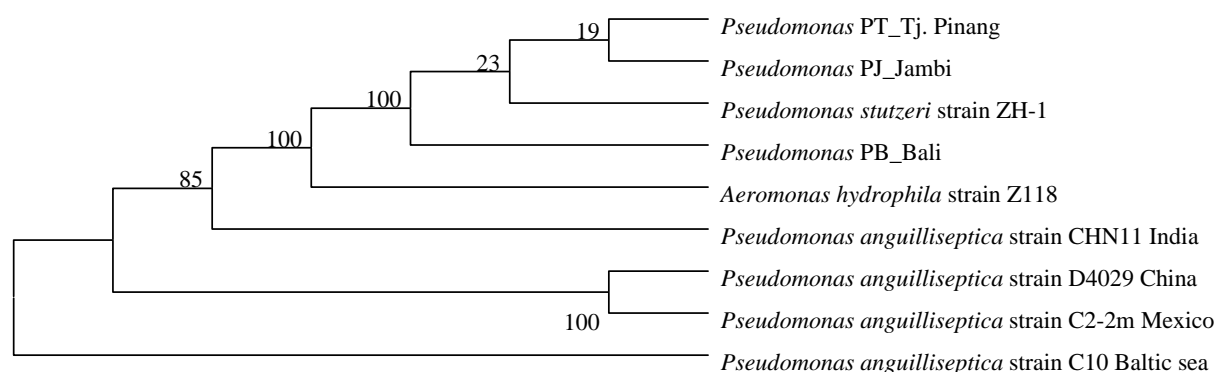 19
Pseudomonas PT_Tj. Pinang
23
Pseudomonas PJ_Jambi
100
Pseudomonas stutzeri strain ZH-1
100
Pseudomonas PB_Bali
85
Aeromonas hydrophila strain Z118
Pseudomonas anguilliseptica strain CHN11 India
Pseudomonas anguilliseptica strain D4029 China
100
Pseudomonas anguilliseptica strain C2-2m Mexico
Pseudomonas anguilliseptica strain C10 Baltic sea